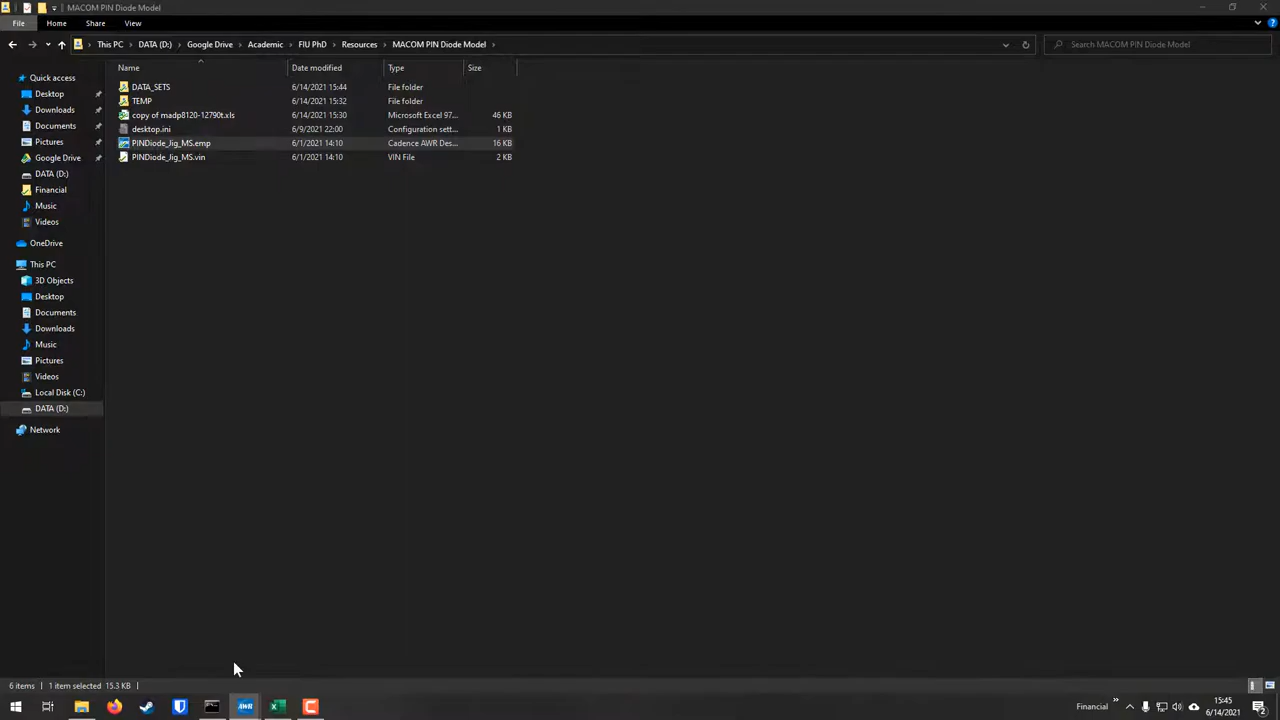 MACOM PIN Diode Model
File Home Share View
This PC DATA (D:) Google Drive Academic FIU PhD Resources MACOM PIN Diode Model Search MACOM PIN Diode Model
Name Date modified Type Size
Quick access
Desktop
Downloads
Documents
Pictures
Google Drive
DATA (D:)
Financial
Music
Videos
OneDrive
This PC
3D Objects
Desktop
Documents
Downloads
Music
Pictures
Videos
Local Disk (C:)
DATA (D:)
Network
DATA_SETS 6/14/2021 15:44 File folder
TEMP 6/14/2021 15:32 File folder
copy of madp8120-12790t.xls 6/14/2021 15:30 Microsoft Excel 97... 46 KB
desktop.ini 6/9/2021 22:00 Configuration sett... 1 KB
PINDiode_Jig_MS.emp 6/1/2021 14:10 Cadence AWR Des... 16 KB
PINDiode_Jig_MS.vin 6/1/2021 14:10 VIN File 2 KB
6 items 1 item selected 15.3 KB
AWR Financial 15:45
6/14/2021 2